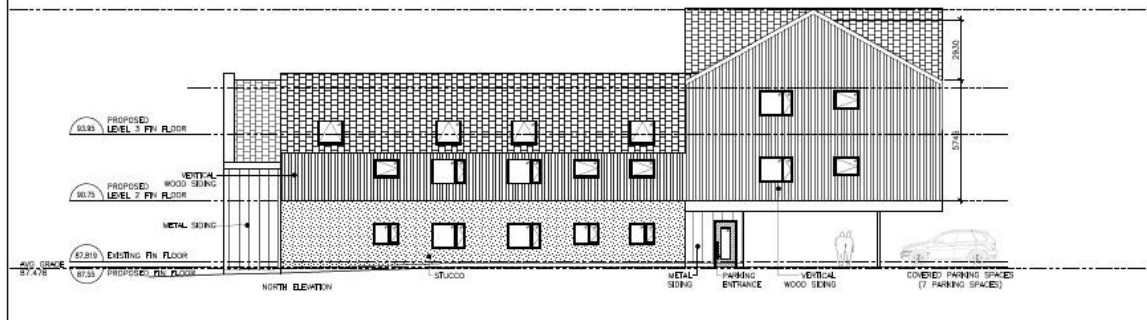 2930
5745
93.95
PROPOSED
LEVEL 3 FIN FLOOR
VERTICAL
WOOD SIDING
90.75
PROPOSED
LEVEL 2 FIN FLOOR
METAL SIDING
AVG GRADE
87.478
87.819
EXISTING FIN FLOOR
87.55
PROPOSED FIN FLOOR
NORTH ELEVATION
STUCCO
METAL
SIDING
PARKING
ENTRANCE
VERTICAL
WOOD SIDING
COVERED PARKING SPACES
(7 PARKING SPACES)